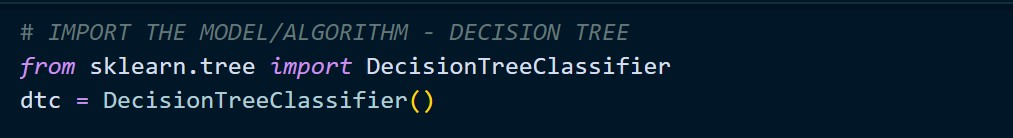 # IMPORT THE MODEL/ALGORITHM - DECISION TREE
from sklearn.tree import DecisionTreeClassifier
dtc = DecisionTreeClassifier()